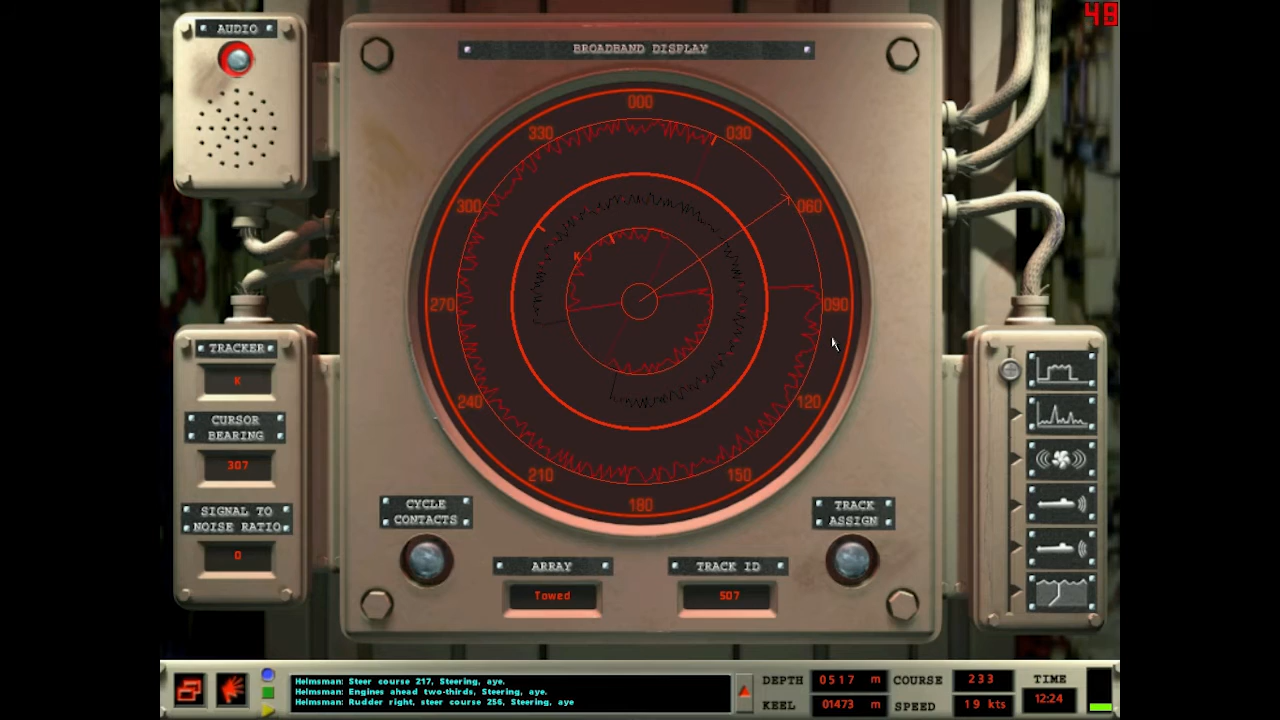 48
AUDIO
BROADBAND DISPLAY
000
330
030
300
060
K
270
090
TRACKER
K
240
120
CURSOR
BEARING
307
210
150
180
SIGNAL TO
NOISE RATIO
0
CYCLE
CONTACTS
TRACK
ASSIGN
ARRAY
TRACK ID
Towed
S07
Helmsman: Steer course 217, Steering, aye.
Helmsman: Engines ahead two-thirds, Steering, aye.
Helmsman: Rudder right, steer course 256, Steering, aye
DEPTH 0517 m COURSE 233 TIME
KEEL 01473 m SPEED 19 kts 12:24